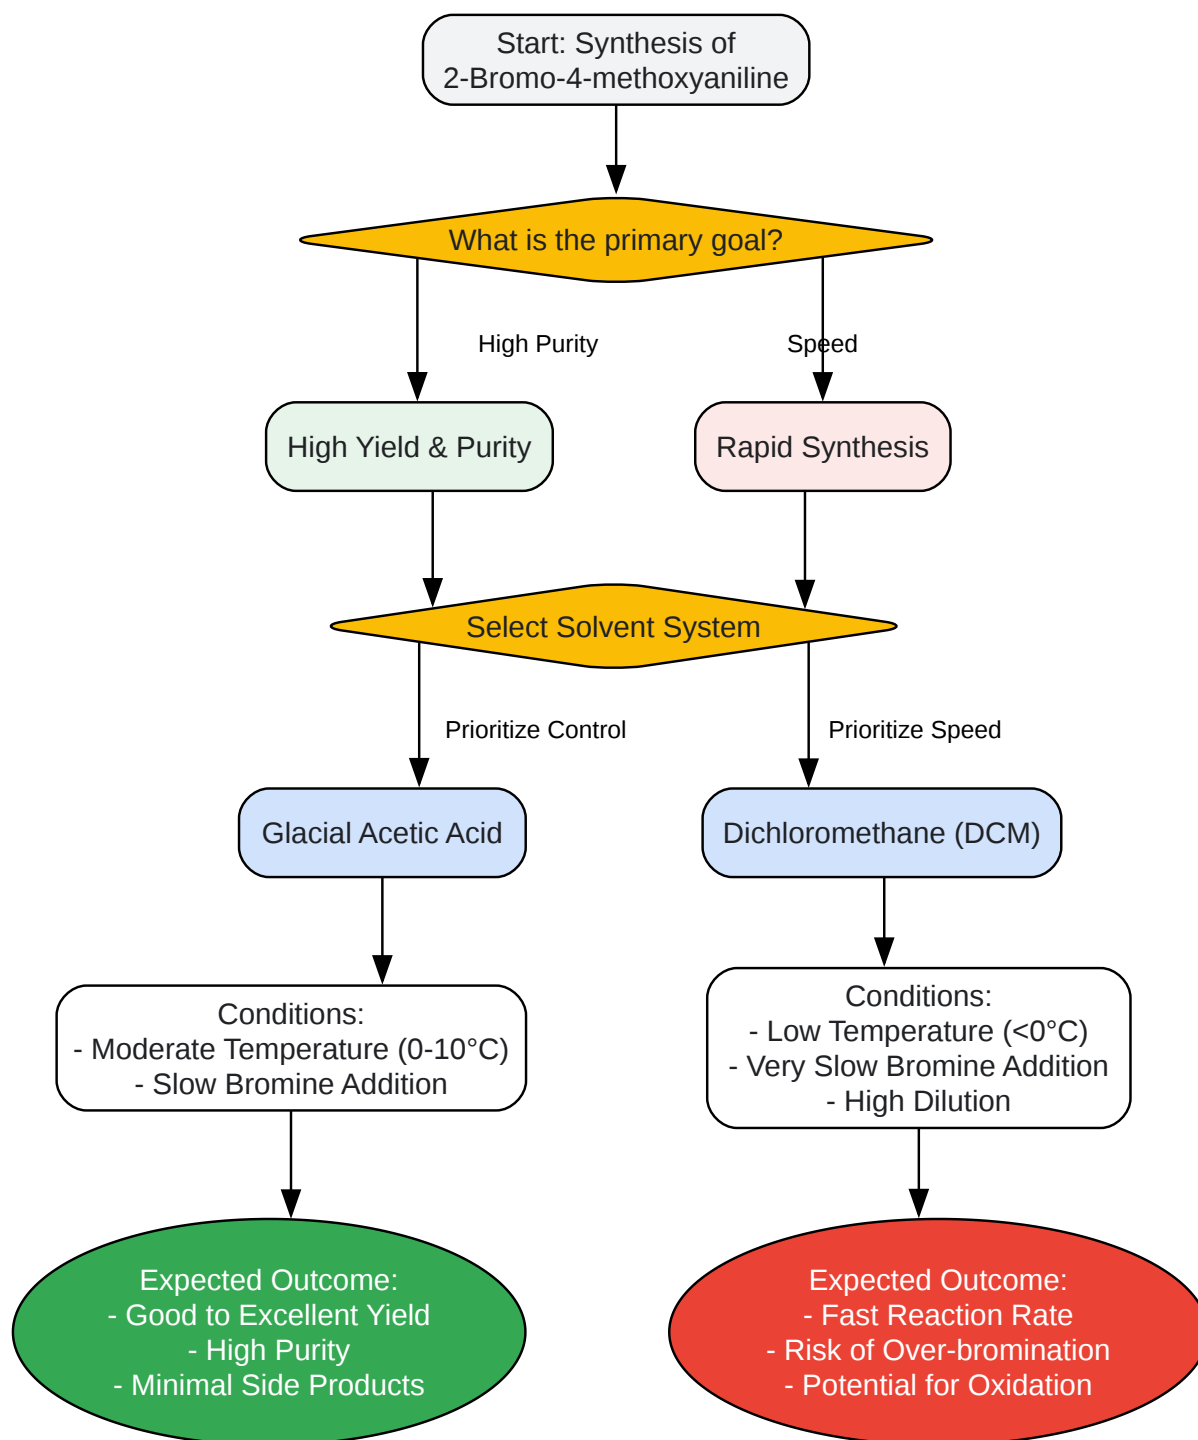 Start: Synthesis of
2-Bromo-4-methoxyaniline
What is the primary goal?
High Purity
Speed
High Yield & Purity
Rapid Synthesis
Select Solvent System
Prioritize Control
Prioritize Speed
Glacial Acetic Acid
Dichloromethane (DCM)
Conditions:
- Moderate Temperature (0-10°C)
- Slow Bromine Addition
Conditions:
- Low Temperature (<0°C)
- Very Slow Bromine Addition
- High Dilution
Expected Outcome:
- Good to Excellent Yield
- High Purity
- Minimal Side Products
Expected Outcome:
- Fast Reaction Rate
- Risk of Over-bromination
- Potential for Oxidation